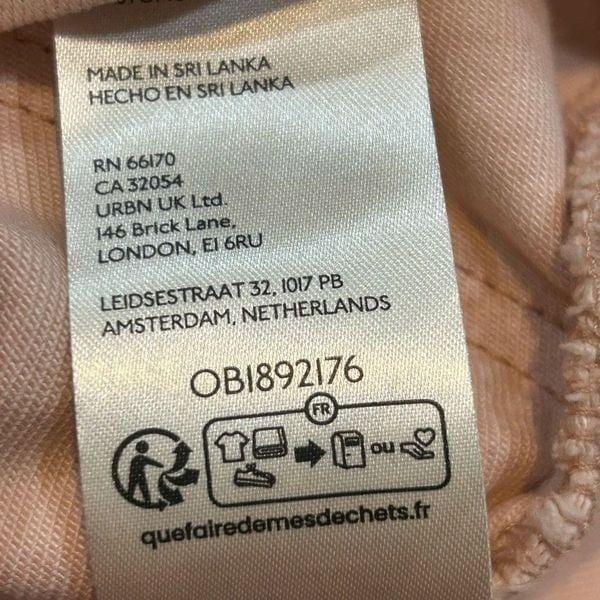 MADE IN SRI LANKA
HECHO EN SRI LANKA
RN 66170
CA 32054
URBN UK Ltd.
146 Brick Lane,
LONDON, E1 6RU
LEIDSESTRAAT 32, 1017 PB
AMSTERDAM, NETHERLANDS
OB1892176
FR
ou
quefairedemesdechets.fr